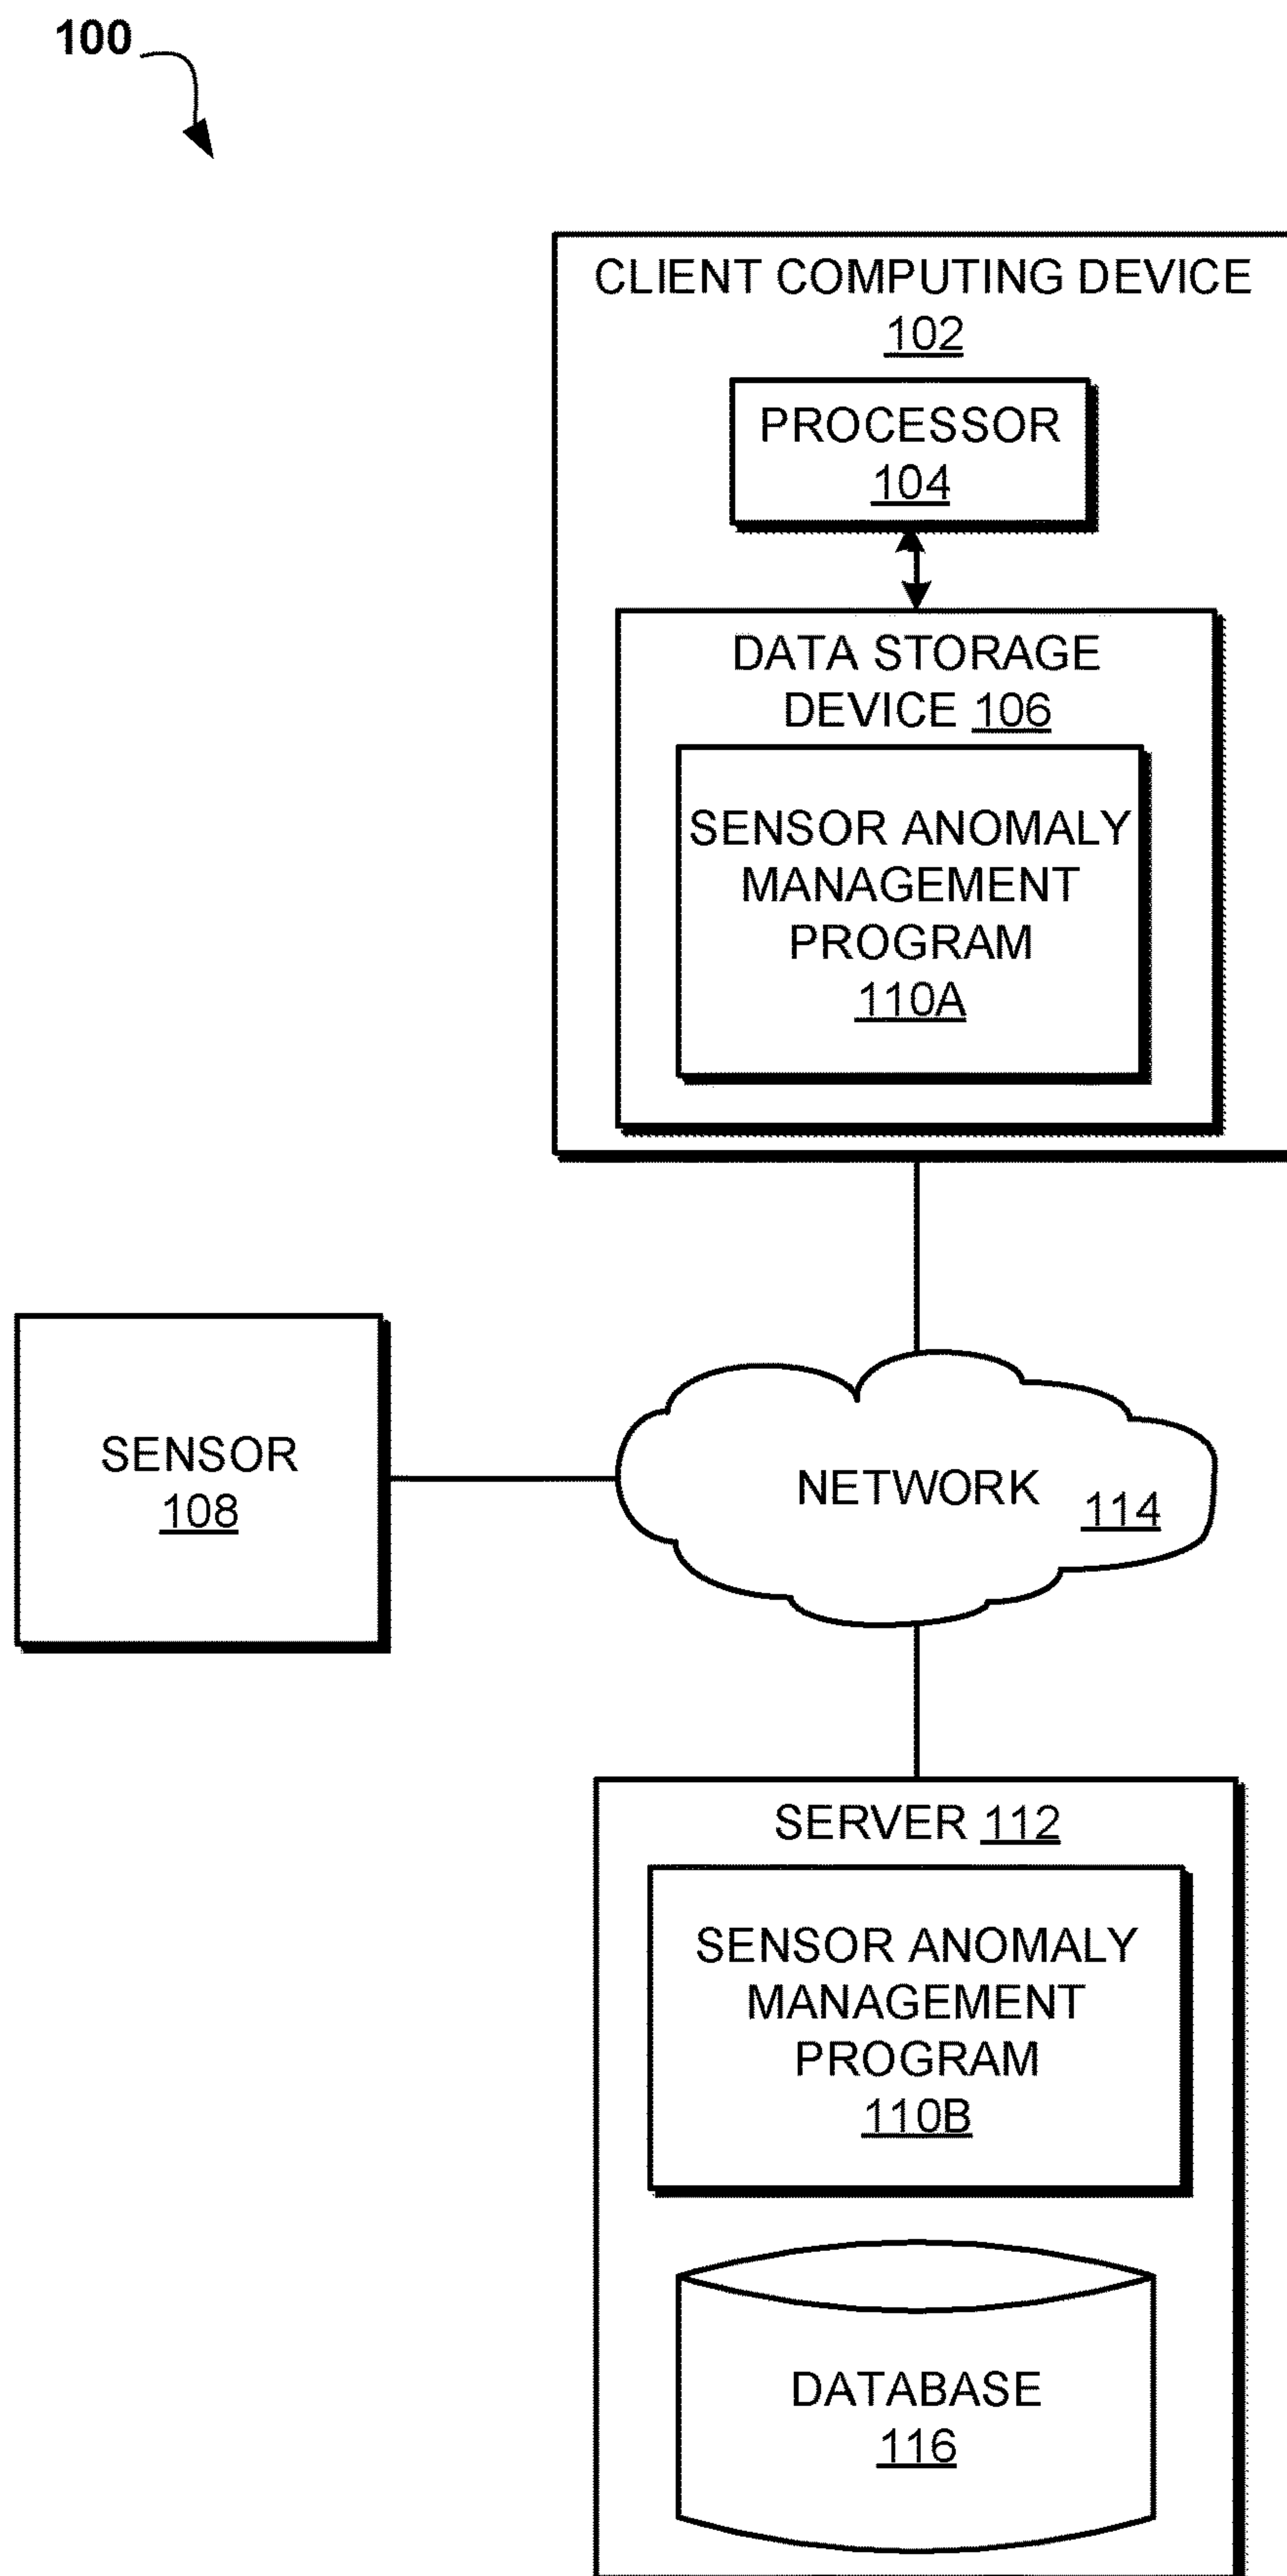 100
CLIENT COMPUTING DEVICE
102
PROCESSOR
104
DATA STORAGE
DEVICE 106
SENSOR ANOMALY
MANAGEMENT
PROGRAM
110A
SENSOR
108
NETWORK 114
SERVER 112
SENSOR ANOMALY
MANAGEMENT
PROGRAM
110B
DATABASE
116